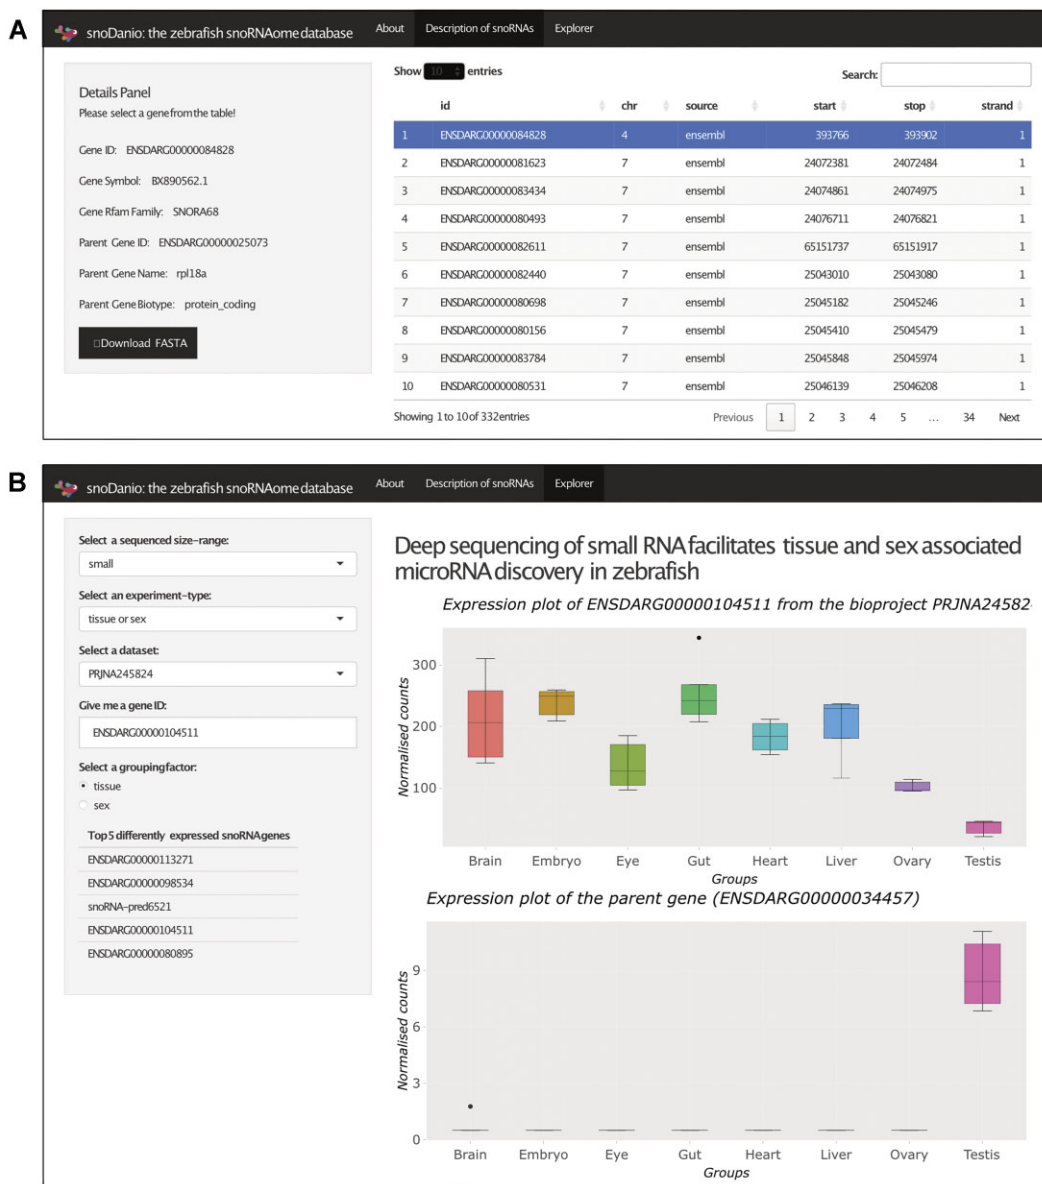 A
snoDanio: the zebrafish snoRNAome database About Description of snoRNAs Explorer
Details Panel
Please select a gene from the table!
Gene ID: ENSDARG00000084828
Gene Symbol: BX890562.1
Gene Rfam Family: SNORA68
Parent Gene ID: ENSDARG00000025073
Parent Gene Name: rpl18a
Parent Gene Biotype: protein_coding
Download FASTA
Show 10 entries Search:
id chr source start stop strand
1 ENSDARG00000084828 4 ensembl 393766 393902 1
2 ENSDARG00000081623 7 ensembl 24072381 24072484 1
3 ENSDARG00000083434 7 ensembl 24074861 24074975 1
4 ENSDARG00000080493 7 ensembl 24076711 24076821 1
5 ENSDARG00000082611 7 ensembl 65151737 65151917 1
6 ENSDARG00000082440 7 ensembl 25043010 25043080 1
7 ENSDARG00000080698 7 ensembl 25045182 25045246 1
8 ENSDARG00000080156 7 ensembl 25045410 25045479 1
9 ENSDARG00000083784 7 ensembl 25045848 25045974 1
10 ENSDARG00000080531 7 ensembl 25046139 25046208 1
Showing 1 to 10 of 332 entries Previous 1 2 3 4 5 ... 34 Next
B
snoDanio: the zebrafish snoRNAome database About Description of snoRNAs Explorer
Select a sequenced size-range:
small
Select an experiment-type:
tissue or sex
Select a dataset:
PRJNA245824
Give me a gene ID:
ENSDARG00000104511
Select a grouping factor:
tissue
sex
Top 5 differently expressed snoRNA genes
ENSDARG00000113271
ENSDARG00000098534
snoRNA-pred6521
ENSDARG00000104511
ENSDARG00000080895
Deep sequencing of small RNA facilitates tissue and sex associated
microRNA discovery in zebrafish
Expression plot of ENSDARG00000104511 from the bioproject PRJNA24582
Normalised counts
300
200
100
Brain Embryo Eye Gut Heart Liver Ovary Testis
Groups
Expression plot of the parent gene (ENSDARG00000034457)
Normalised counts
9
6
3
0
Brain Embryo Eye Gut Heart Liver Ovary Testis
Groups